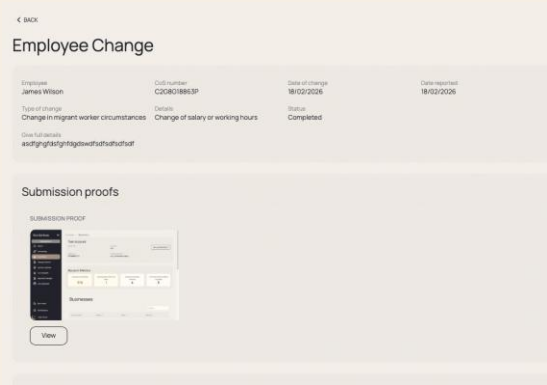 BACK
Employee Change
Employee CoS number Date of change Date reported
James Wilson C2G8O18863P 18/02/2026 18/02/2026
Type of change Details Status
Change in migrant worker circumstances Change of salary or working hours Completed
Give full details
Submission proofs
SUBMISSION PROOF
Businesses
View